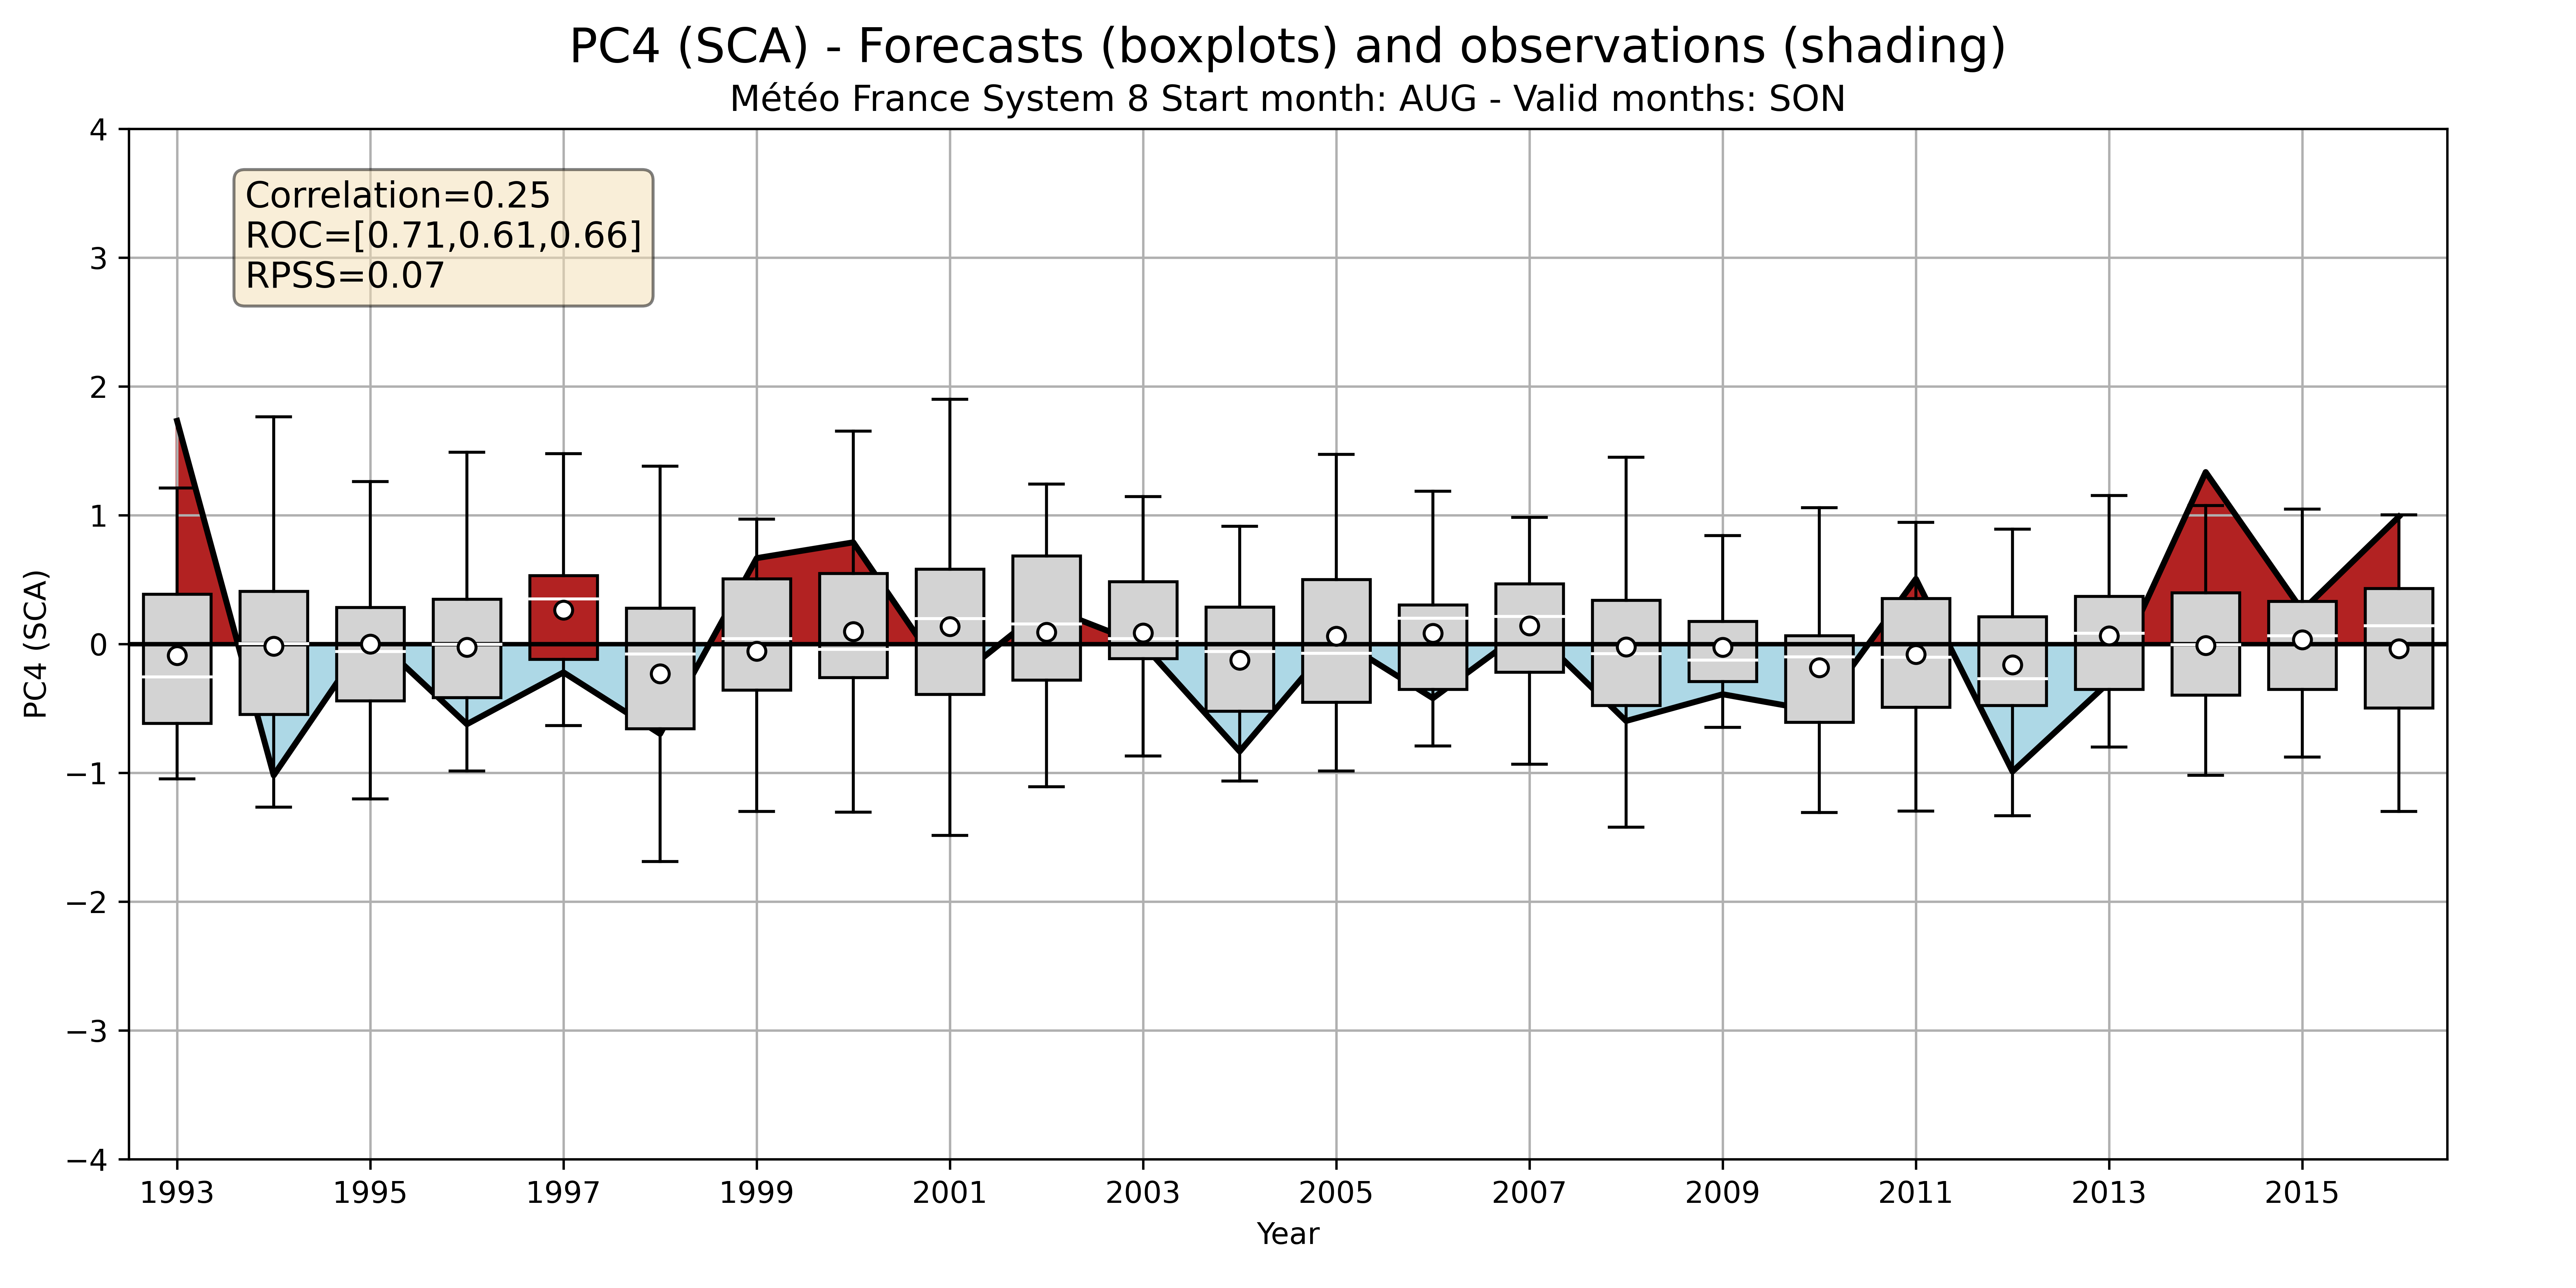 PC4 (SCA) - Forecasts (boxplots) and observations (shading)
Météo France System 8 Start month: AUG - Valid months: SON
Correlation=0.25
ROC=[0.71,0.61,0.66]
RPSS=0.07
PC4 (SCA)
4
3
2
1
0
−1
−2
−3
−4
1993 1995 1997 1999 2001 2003 2005 2007 2009 2011 2013 2015
Year